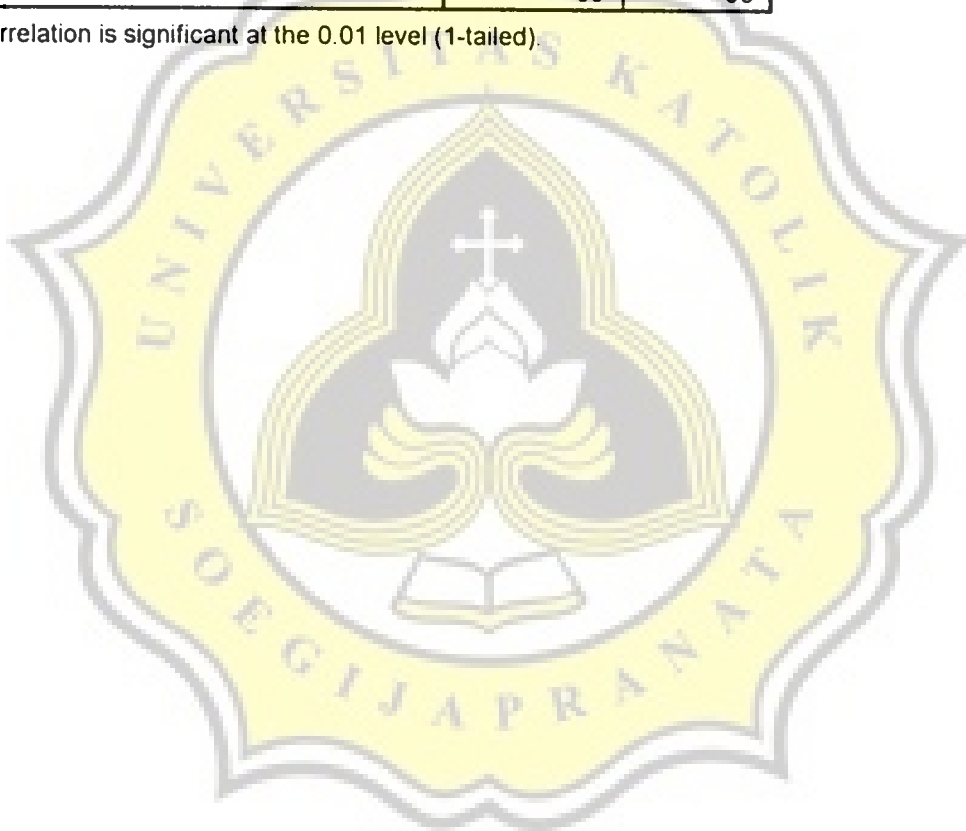 rrelation is significant at the 0.01 level (1-tailed).
UNIVERSITAS KATOLIK
SOEGIJAPRANATA